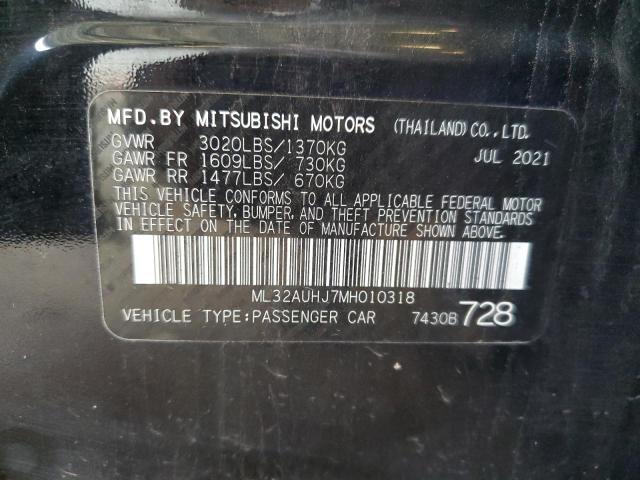 MFD.BY MITSUBISHI MOTORS (THAILAND) CO.,LTD.
GVWR 3020LBS/1370KG JUL 2021
GAWR FR 1609LBS/ 730KG
GAWR RR 1477LBS/ 670KG
THIS VEHICLE CONFORMS TO ALL APPLICABLE FEDERAL MOTOR
VEHICLE SAFETY, BUMPER, AND THEFT PREVENTION STANDARDS
IN EFFECT ON THE DATE OF MANUFACTURE SHOWN ABOVE.
ML32AUHJ7MH010318
VEHICLE TYPE:PASSENGER CAR 7430B 728